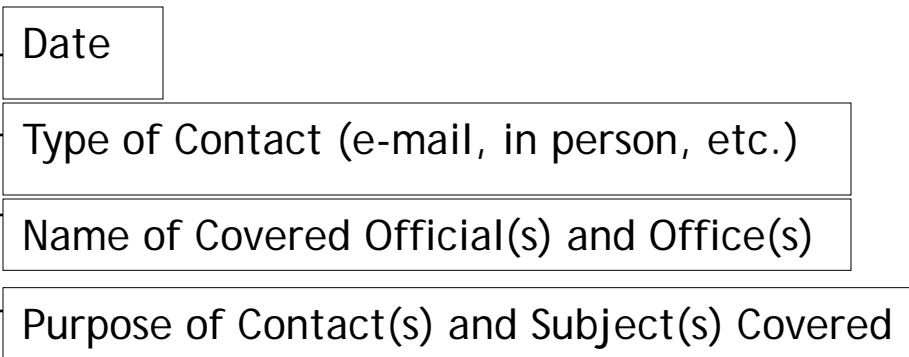 Date
Type of Contact (e-mail, in person, etc.)
Name of Covered Official(s) and Office(s)
Purpose of Contact(s) and Subject(s) Covered